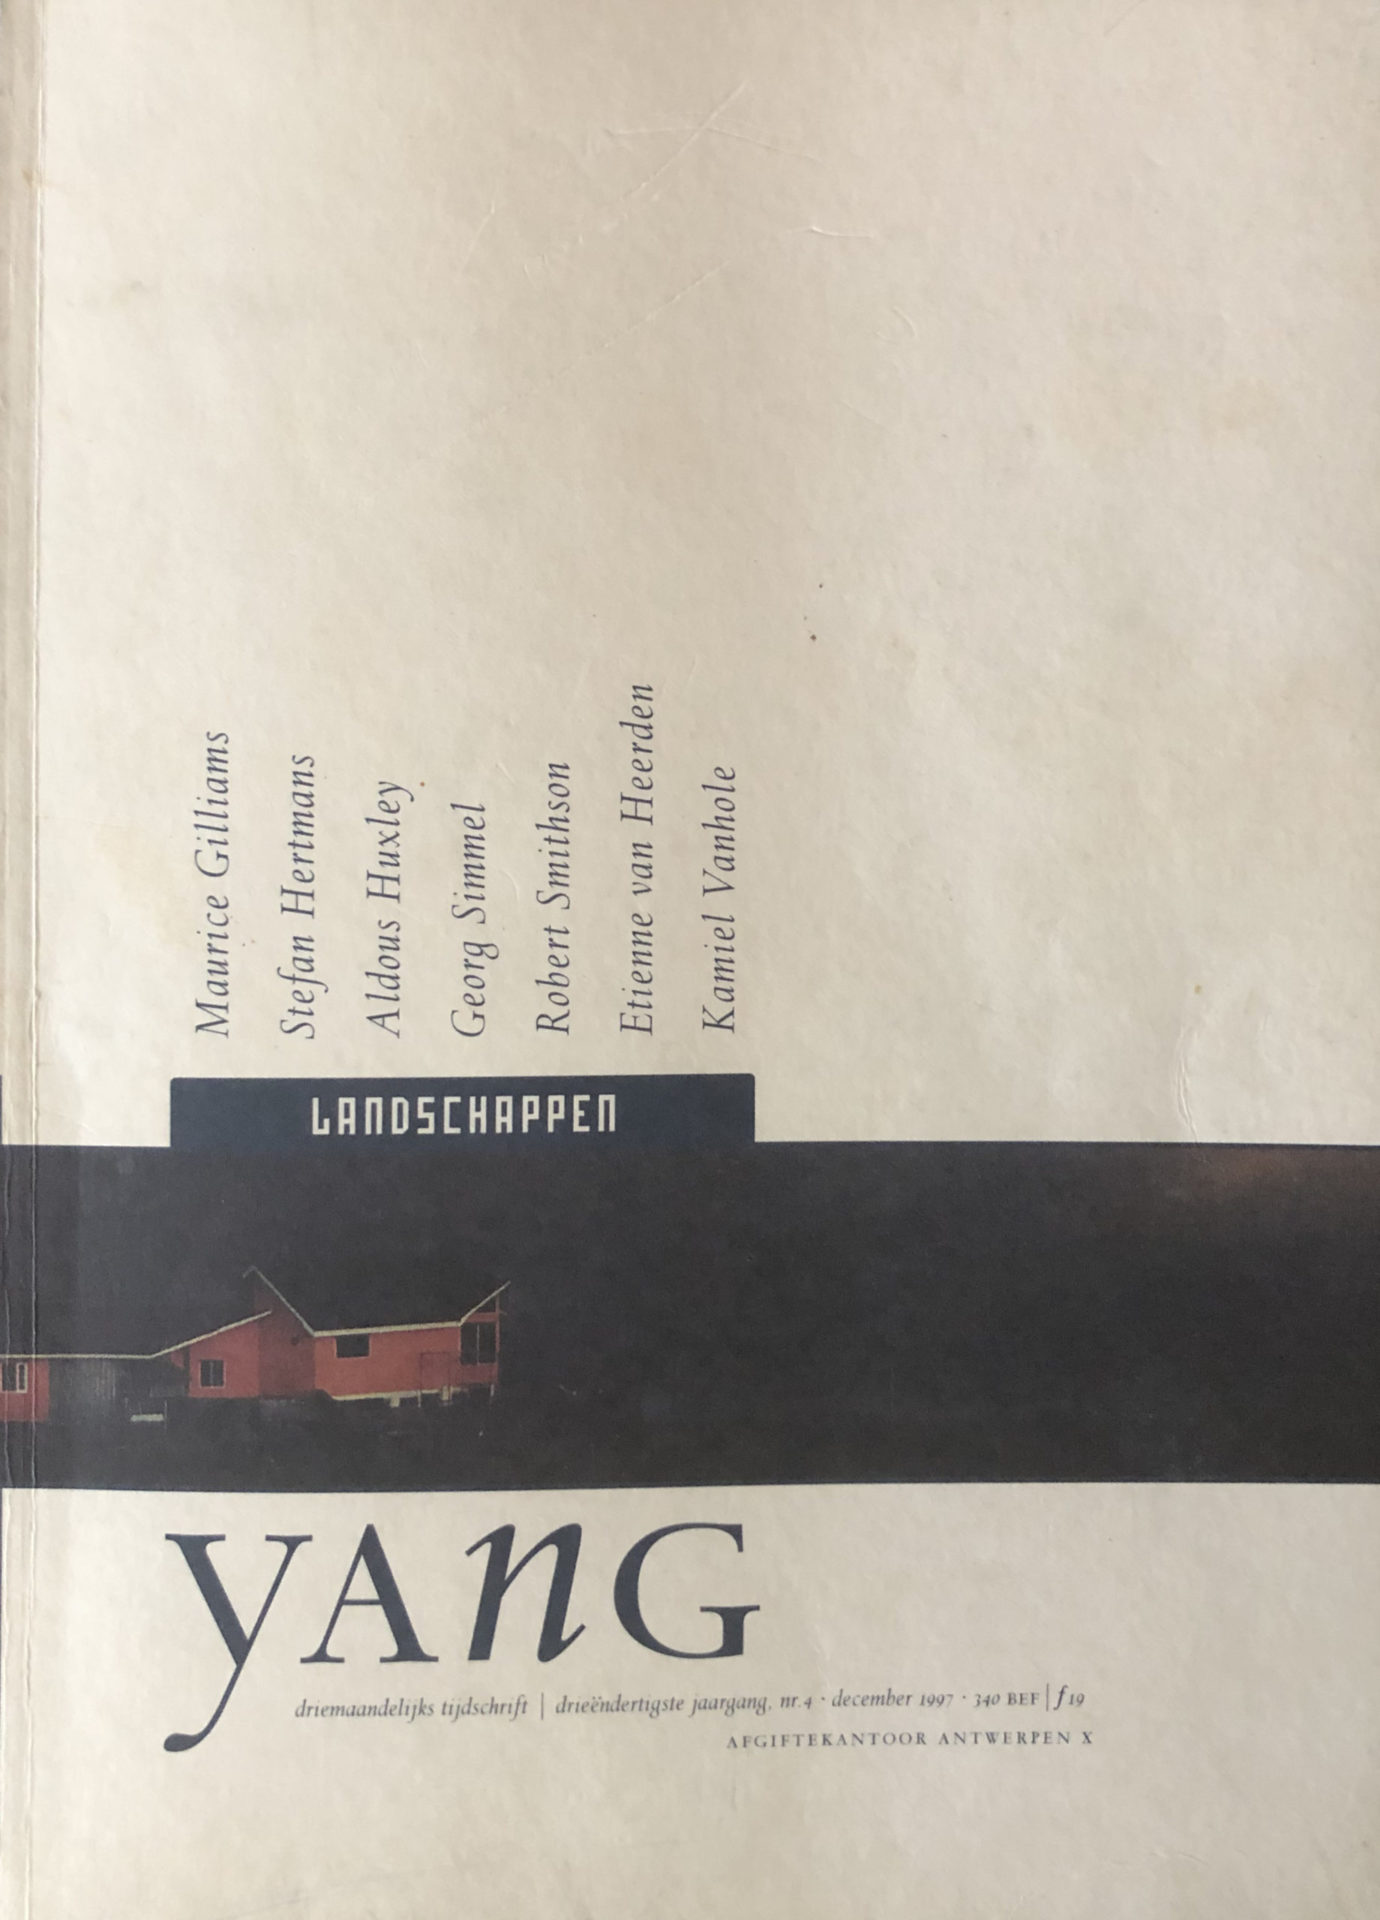 Maurice Gilliams
Stefan Hertmans
Aldous Huxley
Georg Simmel
Robert Smithson
Etienne van Heerden
Kamiel Vanhole
LANDSCHAPPEN
yAnG
driemaandelijks tijdschrift | drieëndertigste jaargang, nr.4 · december 1997 · 340 BEF | f19
AFGIFTEKANTOOR ANTWERPEN X